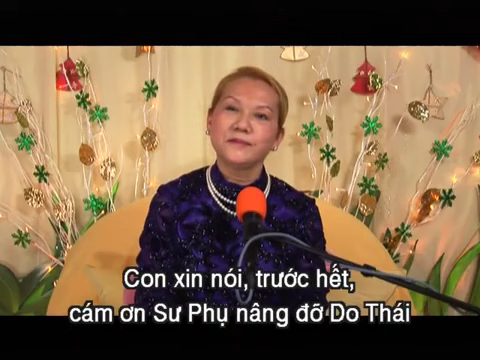 Con xin nói, trước hết,
cám ơn Sư Phụ nâng đỡ Do Thái